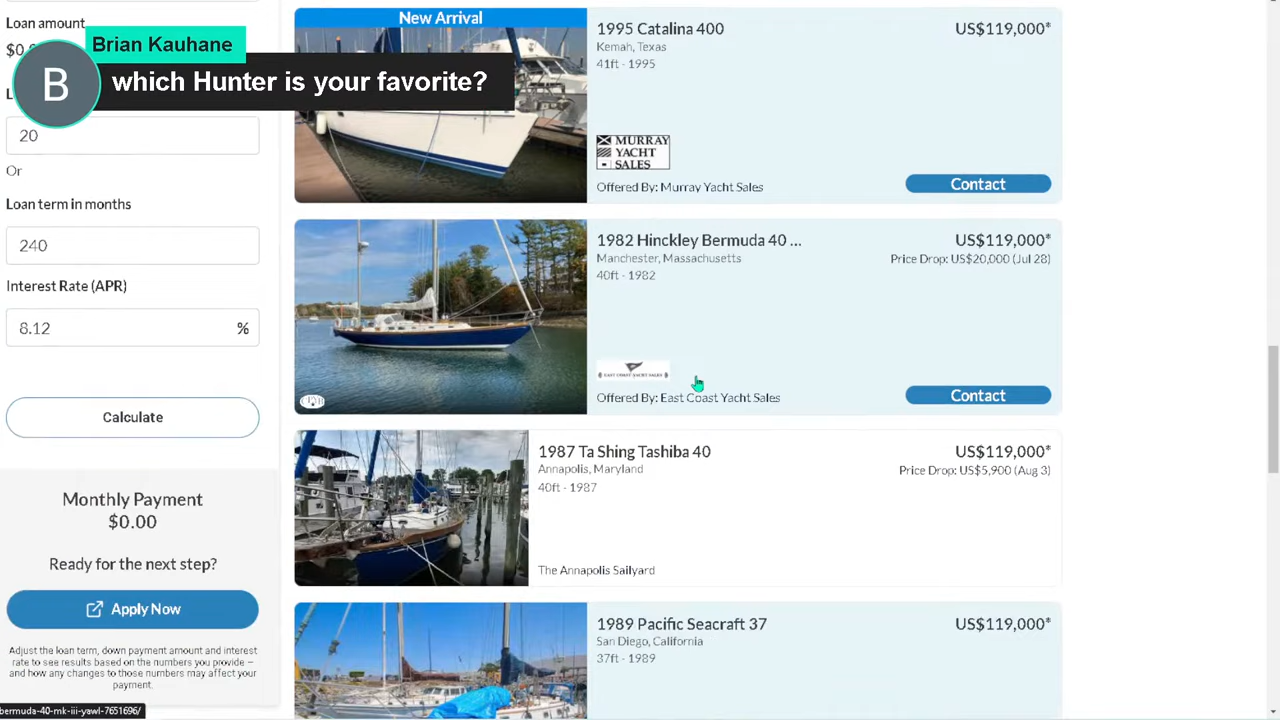 Loan amount
Brian Kauhane
B
which Hunter is your favorite?
20
Or
Loan term in months
240
Interest Rate (APR)
8.12
%
Calculate
Monthly Payment
$0.00
Ready for the next step?
Apply Now
Adjust the loan term, down payment amount and interest
rate to see results based on the numbers you provide –
and how any changes to those numbers may affect your
payment.
bermuda-40-mk-iii-yawl-7651696/
New Arrival
1995 Catalina 400
US$119,000*
Kemah, Texas
41ft - 1995
MURRAY
YACHT
SALES
Offered By: Murray Yacht Sales
Contact
1982 Hinckley Bermuda 40 ...
US$119,000*
Manchester, Massachusetts
Price Drop: US$20,000 (Jul 28)
40ft - 1982
EAST COAST YACHT SALES
Offered By: East Coast Yacht Sales
Contact
1987 Ta Shing Tashiba 40
US$119,000*
Annapolis, Maryland
Price Drop: US$5,900 (Aug 3)
40ft - 1987
The Annapolis Sailyard
1989 Pacific Seacraft 37
US$119,000*
San Diego, California
37ft - 1989